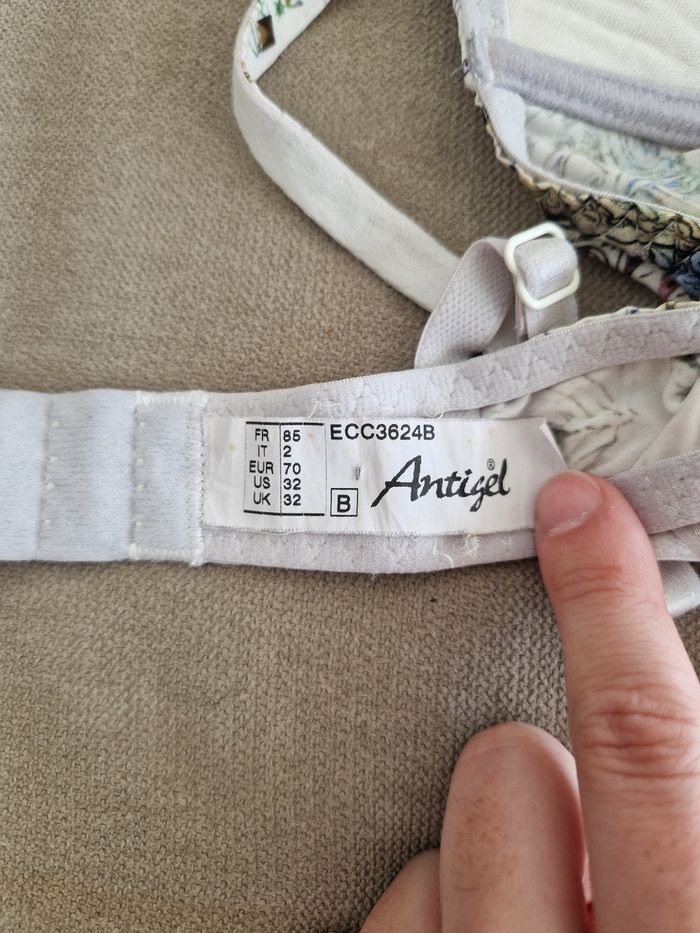 FR 85
IT 2
EUR 70
US 32
UK 32
ECC3624B
B
Antigel®